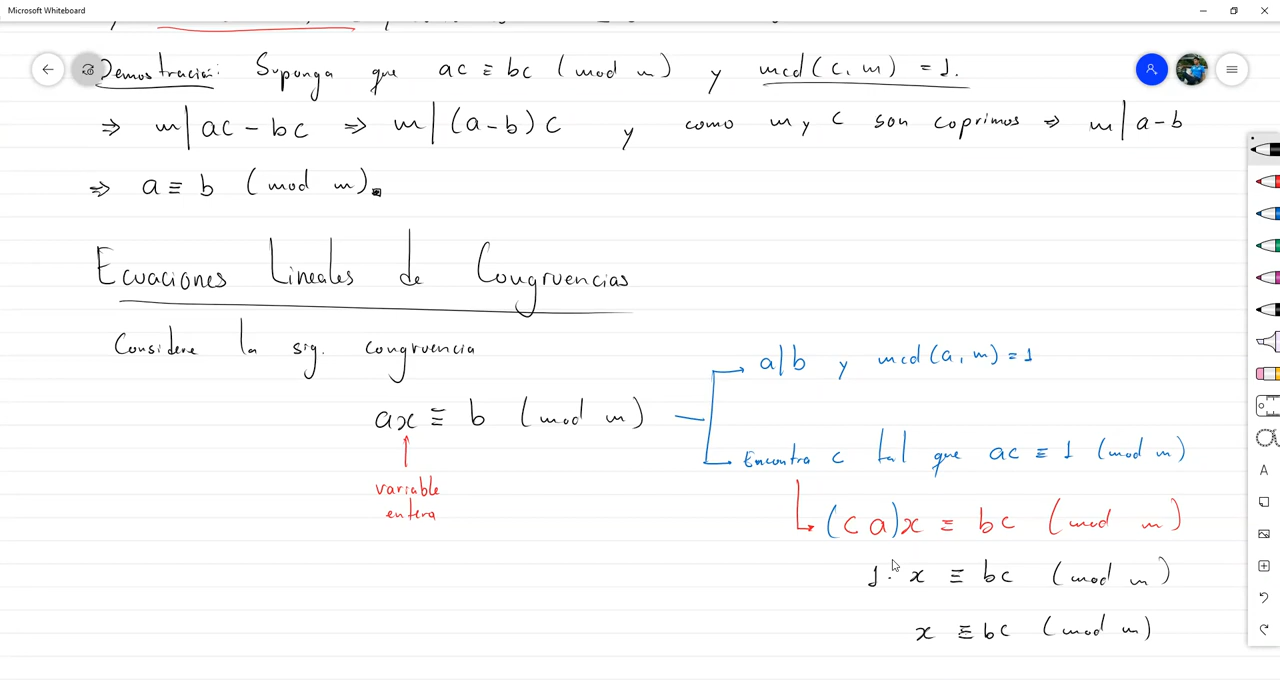 Microsoft Whiteboard
Demostración: Suponga que ac ≡ bc (mod m) y mcd(c, m) = 1.
⇒ m | ac - bc ⇒ m | (a-b) c y como m y c son coprimos ⇒ m | a-b
⇒ a ≡ b (mod m).
Ecuaciones Lineales de Congruencias
Considere la sig. congruencia
a|b y mcd(a, m) = 1
ax ≡ b (mod m)
Encontra c tal que ac ≡ 1 (mod m)
variable
entera
(c a)x ≡ bc (mod m)
1. x ≡ bc (mod m)
x ≡ bc (mod m)